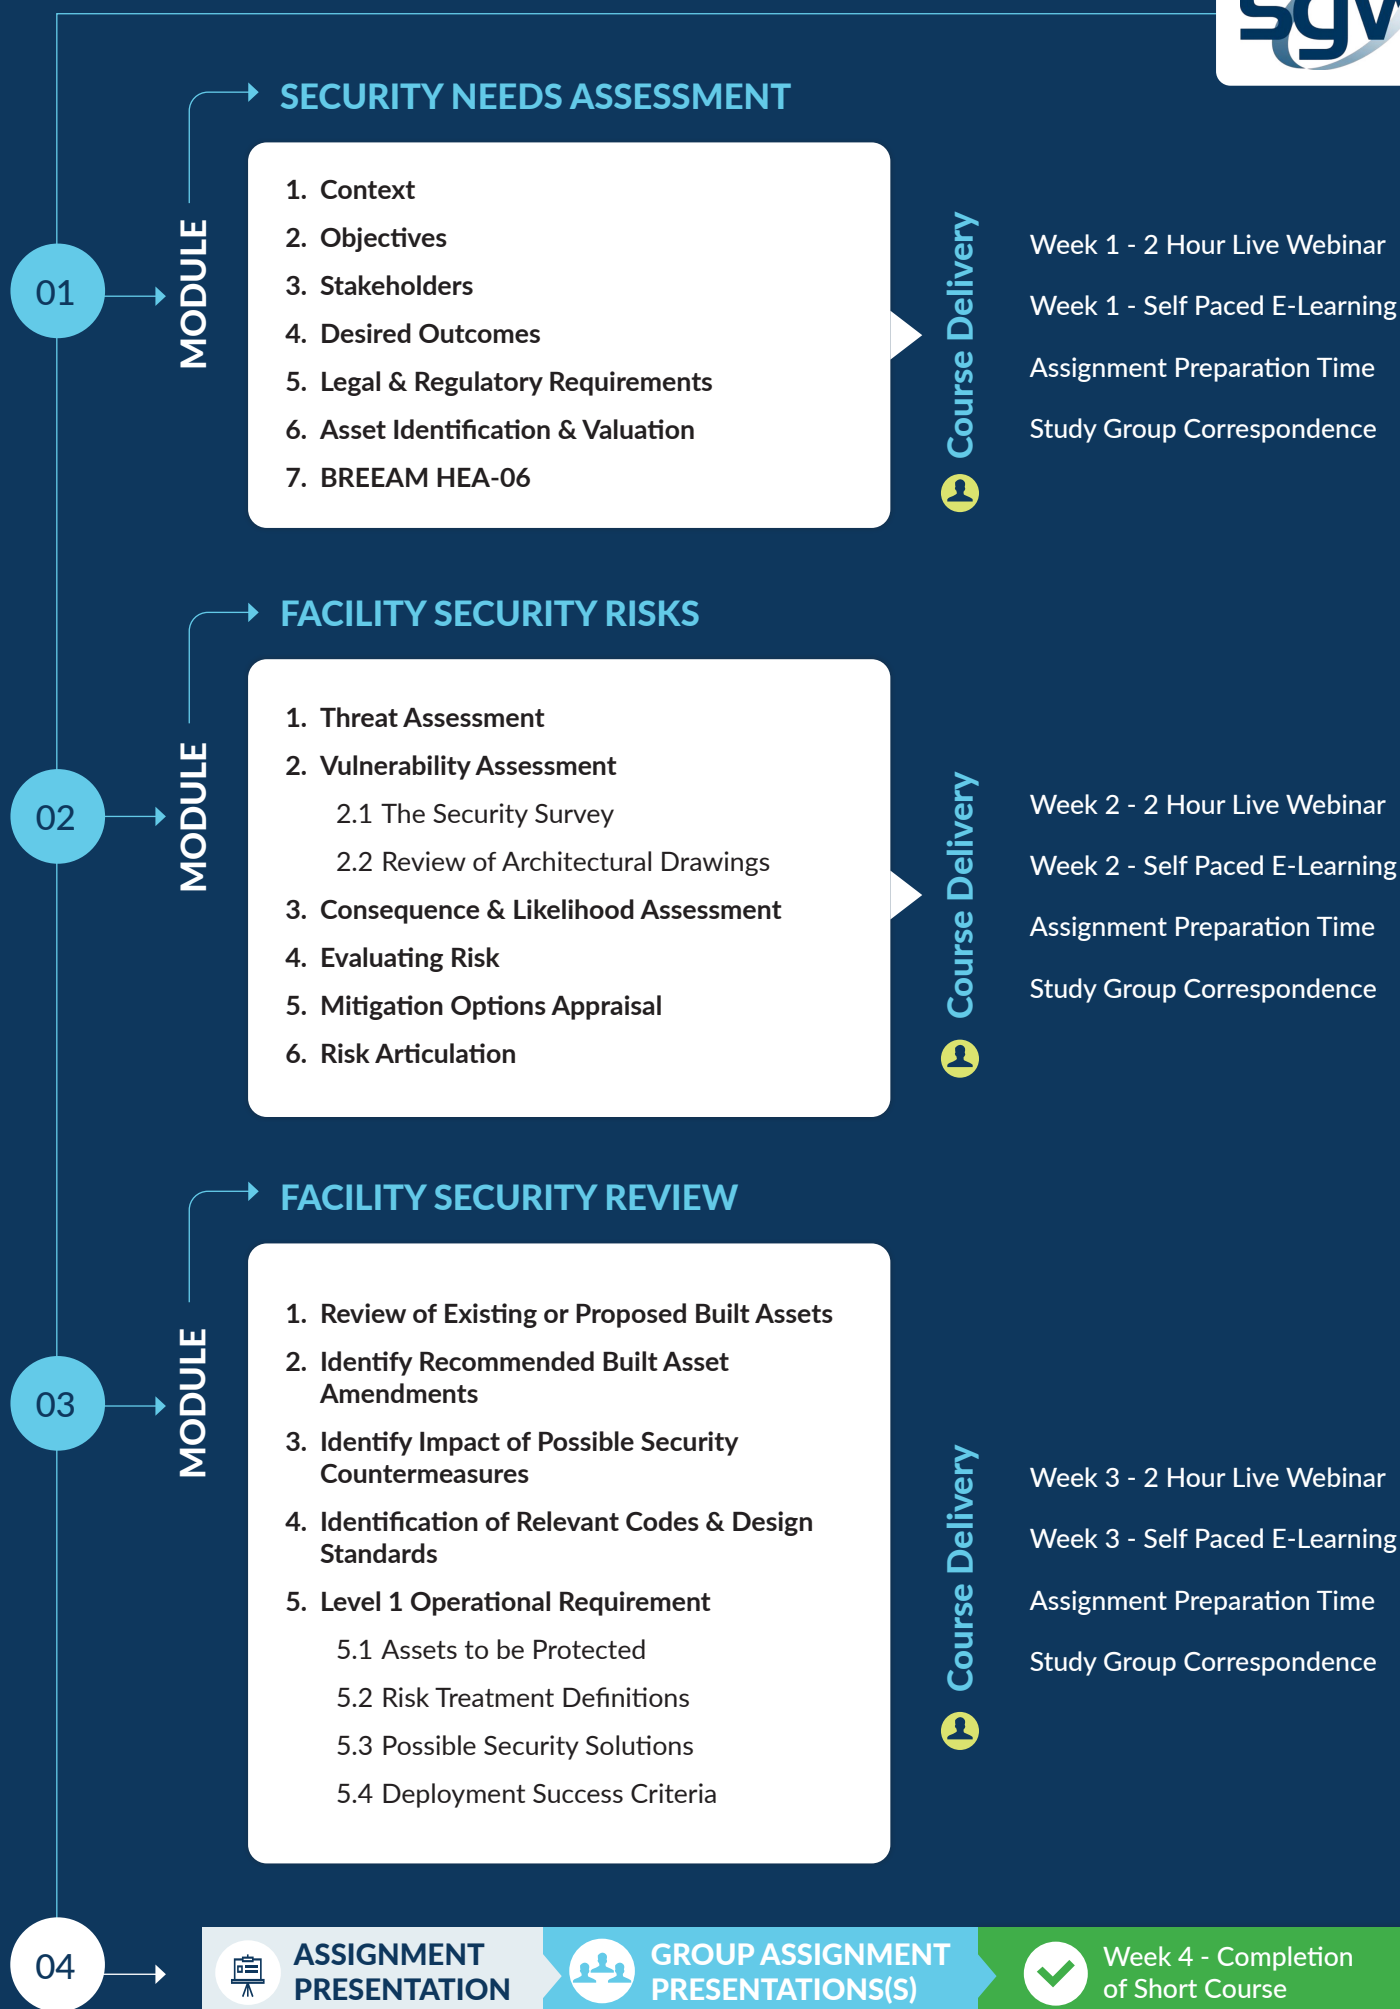 SECURITY NEEDS ASSESSMENT
01
MODULE
1. Context
2. Objectives
3. Stakeholders
4. Desired Outcomes
5. Legal & Regulatory Requirements
6. Asset Identification & Valuation
7. BREEAM HEA-06
Course Delivery
Week 1 - 2 Hour Live Webinar
Week 1 - Self Paced E-Learning
Assignment Preparation Time
Study Group Correspondence
FACILITY SECURITY RISKS
02
MODULE
1. Threat Assessment
2. Vulnerability Assessment
2.1 The Security Survey
2.2 Review of Architectural Drawings
3. Consequence & Likelihood Assessment
4. Evaluating Risk
5. Mitigation Options Appraisal
6. Risk Articulation
Course Delivery
Week 2 - 2 Hour Live Webinar
Week 2 - Self Paced E-Learning
Assignment Preparation Time
Study Group Correspondence
FACILITY SECURITY REVIEW
03
MODULE
1. Review of Existing or Proposed Built Assets
2. Identify Recommended Built Asset
Amendments
3. Identify Impact of Possible Security
Countermeasures
4. Identification of Relevant Codes & Design
Standards
5. Level 1 Operational Requirement
5.1 Assets to be Protected
5.2 Risk Treatment Definitions
5.3 Possible Security Solutions
5.4 Deployment Success Criteria
Course Delivery
Week 3 - 2 Hour Live Webinar
Week 3 - Self Paced E-Learning
Assignment Preparation Time
Study Group Correspondence
04
ASSIGNMENT
PRESENTATION
GROUP ASSIGNMENT
PRESENTATIONS(S)
Week 4 - Completion
of Short Course